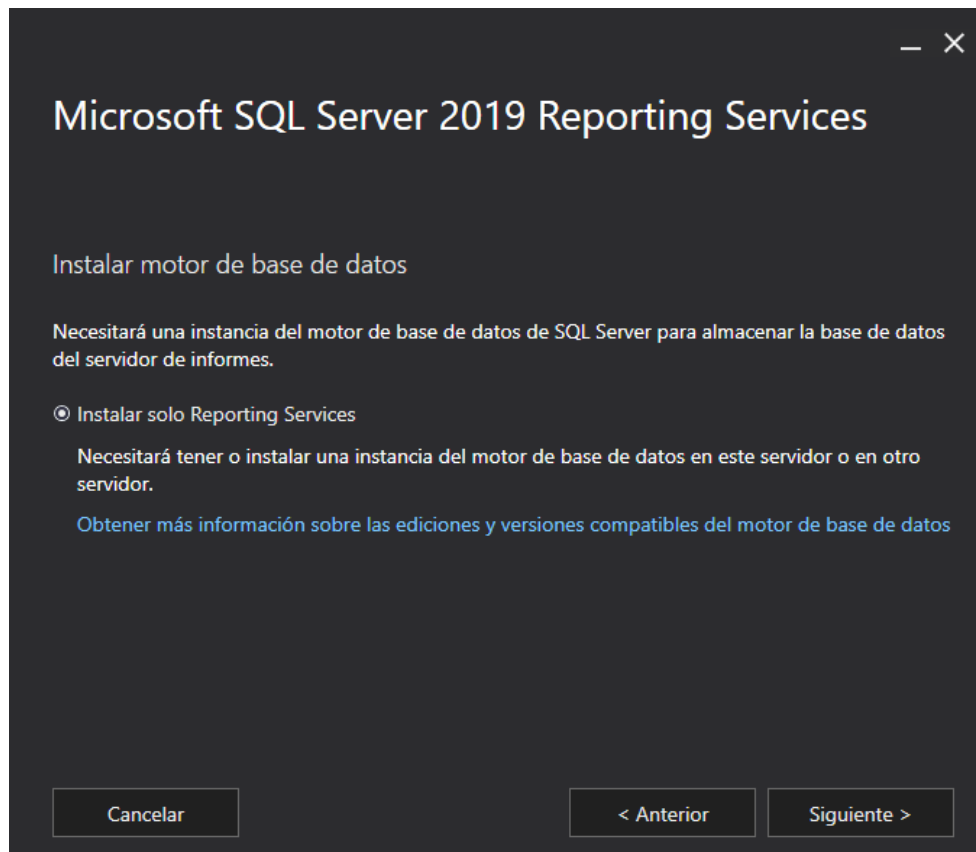 Microsoft SQL Server 2019 Reporting Services
Instalar motor de base de datos
Necesitará una instancia del motor de base de datos de SQL Server para almacenar la base de datos
del servidor de informes.
Instalar solo Reporting Services
Necesitará tener o instalar una instancia del motor de base de datos en este servidor o en otro
servidor.
Obtener más información sobre las ediciones y versiones compatibles del motor de base de datos
Cancelar
< Anterior
Siguiente >